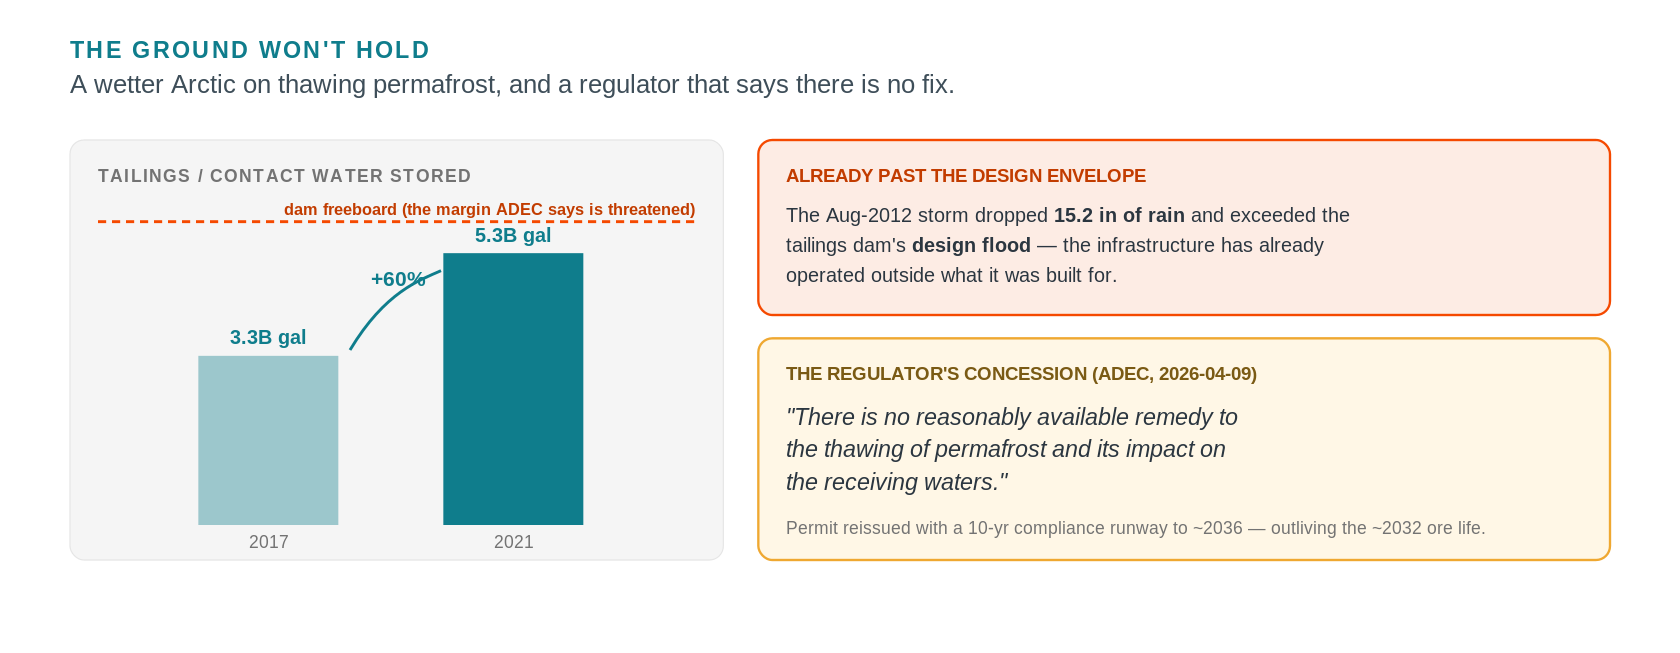 THE GROUND WON'T HOLD
A wetter Arctic on thawing permafrost, and a regulator that says there is no fix.
TAILINGS / CONTACT WATER STORED
dam freeboard (the margin ADEC says is threatened)
5.3B gal
+60%
3.3B gal
2017
2021
ALREADY PAST THE DESIGN ENVELOPE
The Aug-2012 storm dropped 15.2 in of rain and exceeded the
tailings dam's design flood — the infrastructure has already
operated outside what it was built for.
THE REGULATOR'S CONCESSION (ADEC, 2026-04-09)
"There is no reasonably available remedy to
the thawing of permafrost and its impact on
the receiving waters."
Permit reissued with a 10-yr compliance runway to ~2036 — outliving the ~2032 ore life.